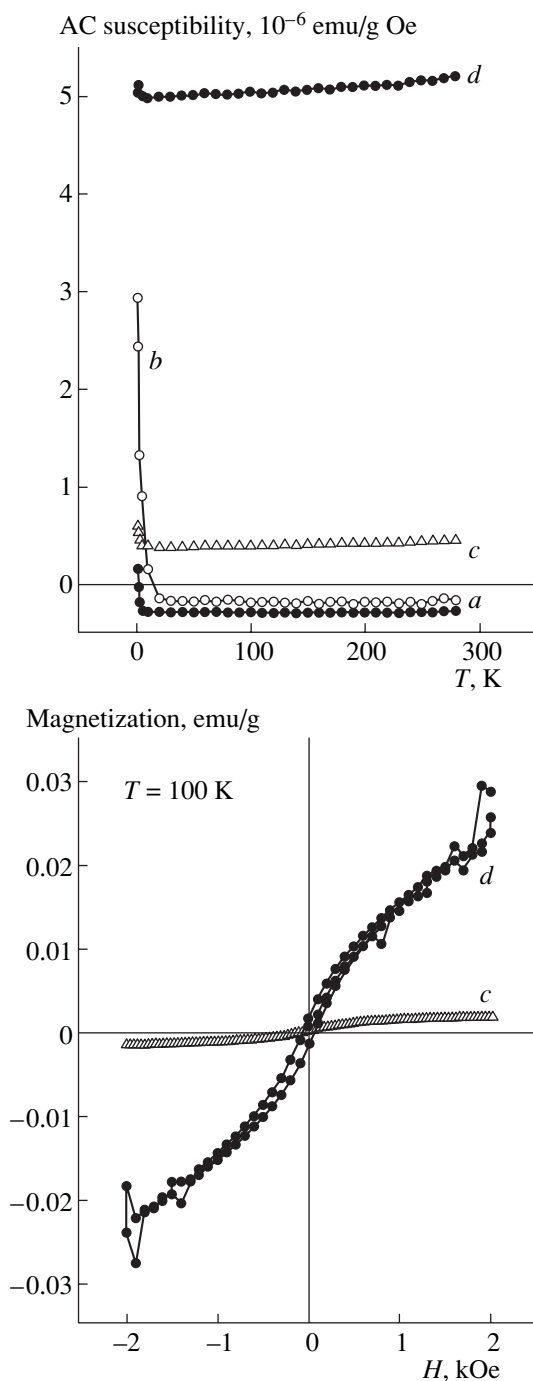 AC susceptibility, 10⁻⁶ emu/g Oe
d
5
4
3
b
2
1
c
0
a
0 100 200 300
T, K
Magnetization, emu/g
0.03
T = 100 K
0.02
d
0.01
c
0
−0.01
−0.02
−0.03
−2 −1 0 1 2
H, kOe